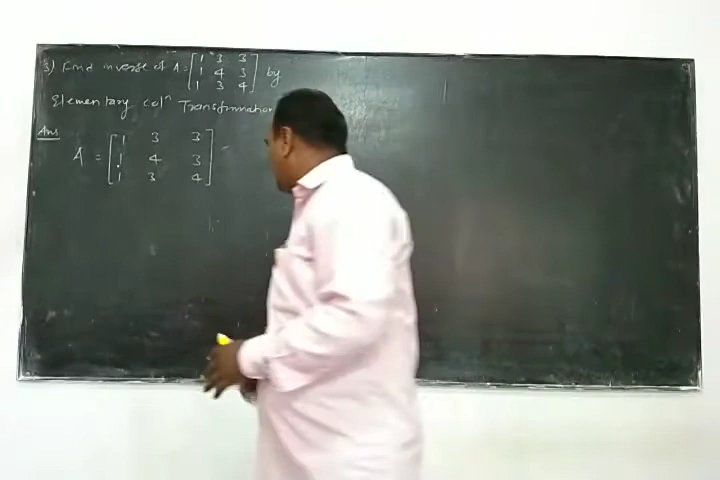 3) Find inverse of A = [ 1 3 3
1 4 3
1 3 4 ] by
Elementary colⁿ Transformation
Ans
A = [ 1 3 3
1 4 3
1 3 4 ]